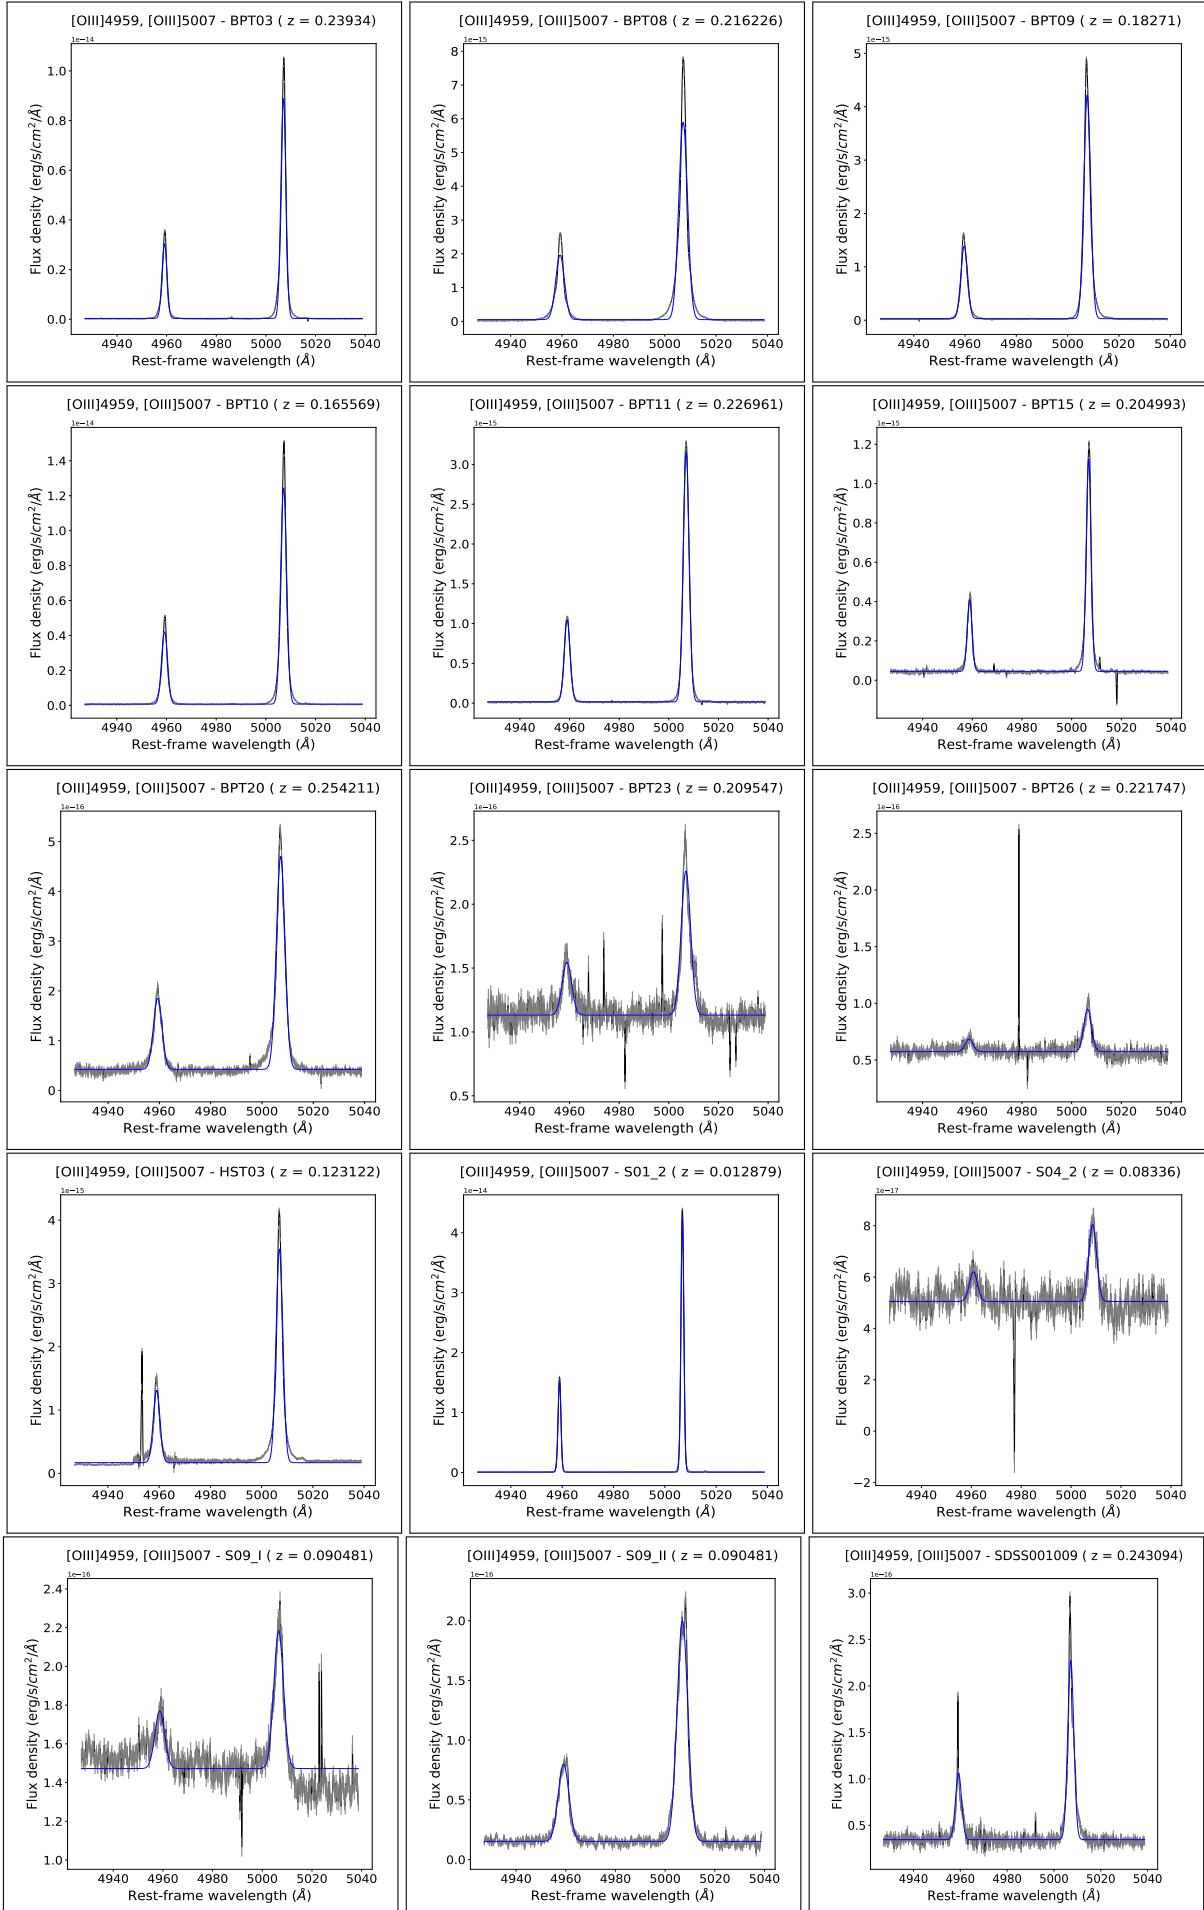 [OIII]4959, [OIII]5007 - BPT03 ( z = 0.23934)
1e−14
Flux density (erg/s/cm²/Å)
1.0
0.8
0.6
0.4
0.2
0.0
4940 4960 4980 5000 5020 5040
Rest-frame wavelength (Å)
[OIII]4959, [OIII]5007 - BPT08 ( z = 0.216226)
1e−15
Flux density (erg/s/cm²/Å)
8
7
6
5
4
3
2
1
0
4940 4960 4980 5000 5020 5040
Rest-frame wavelength (Å)
[OIII]4959, [OIII]5007 - BPT09 ( z = 0.18271)
1e−15
Flux density (erg/s/cm²/Å)
5
4
3
2
1
0
4940 4960 4980 5000 5020 5040
Rest-frame wavelength (Å)
[OIII]4959, [OIII]5007 - BPT10 ( z = 0.165569)
1e−14
Flux density (erg/s/cm²/Å)
1.4
1.2
1.0
0.8
0.6
0.4
0.2
0.0
4940 4960 4980 5000 5020 5040
Rest-frame wavelength (Å)
[OIII]4959, [OIII]5007 - BPT11 ( z = 0.226961)
1e−15
Flux density (erg/s/cm²/Å)
3.0
2.5
2.0
1.5
1.0
0.5
0.0
4940 4960 4980 5000 5020 5040
Rest-frame wavelength (Å)
[OIII]4959, [OIII]5007 - BPT15 ( z = 0.204993)
1e−15
Flux density (erg/s/cm²/Å)
1.2
1.0
0.8
0.6
0.4
0.2
0.0
4940 4960 4980 5000 5020 5040
Rest-frame wavelength (Å)
[OIII]4959, [OIII]5007 - BPT20 ( z = 0.254211)
1e−16
Flux density (erg/s/cm²/Å)
5
4
3
2
1
0
4940 4960 4980 5000 5020 5040
Rest-frame wavelength (Å)
[OIII]4959, [OIII]5007 - BPT23 ( z = 0.209547)
1e−16
Flux density (erg/s/cm²/Å)
2.5
2.0
1.5
1.0
0.5
4940 4960 4980 5000 5020 5040
Rest-frame wavelength (Å)
[OIII]4959, [OIII]5007 - BPT26 ( z = 0.221747)
1e−16
Flux density (erg/s/cm²/Å)
2.5
2.0
1.5
1.0
0.5
4940 4960 4980 5000 5020 5040
Rest-frame wavelength (Å)
[OIII]4959, [OIII]5007 - HST03 ( z = 0.123122)
1e−15
Flux density (erg/s/cm²/Å)
4
3
2
1
0
4940 4960 4980 5000 5020 5040
Rest-frame wavelength (Å)
[OIII]4959, [OIII]5007 - S01_2 ( z = 0.012879)
1e−14
Flux density (erg/s/cm²/Å)
4
3
2
1
0
4940 4960 4980 5000 5020 5040
Rest-frame wavelength (Å)
[OIII]4959, [OIII]5007 - S04_2 ( z = 0.08336)
1e−17
Flux density (erg/s/cm²/Å)
8
6
4
2
0
−2
4940 4960 4980 5000 5020 5040
Rest-frame wavelength (Å)
[OIII]4959, [OIII]5007 - S09_I ( z = 0.090481)
1e−16
Flux density (erg/s/cm²/Å)
2.4
2.2
2.0
1.8
1.6
1.4
1.2
1.0
4940 4960 4980 5000 5020 5040
Rest-frame wavelength (Å)
[OIII]4959, [OIII]5007 - S09_II ( z = 0.090481)
1e−16
Flux density (erg/s/cm²/Å)
2.0
1.5
1.0
0.5
0.0
4940 4960 4980 5000 5020 5040
Rest-frame wavelength (Å)
[OIII]4959, [OIII]5007 - SDSS001009 ( z = 0.243094)
1e−16
Flux density (erg/s/cm²/Å)
3.0
2.5
2.0
1.5
1.0
0.5
4940 4960 4980 5000 5020 5040
Rest-frame wavelength (Å)